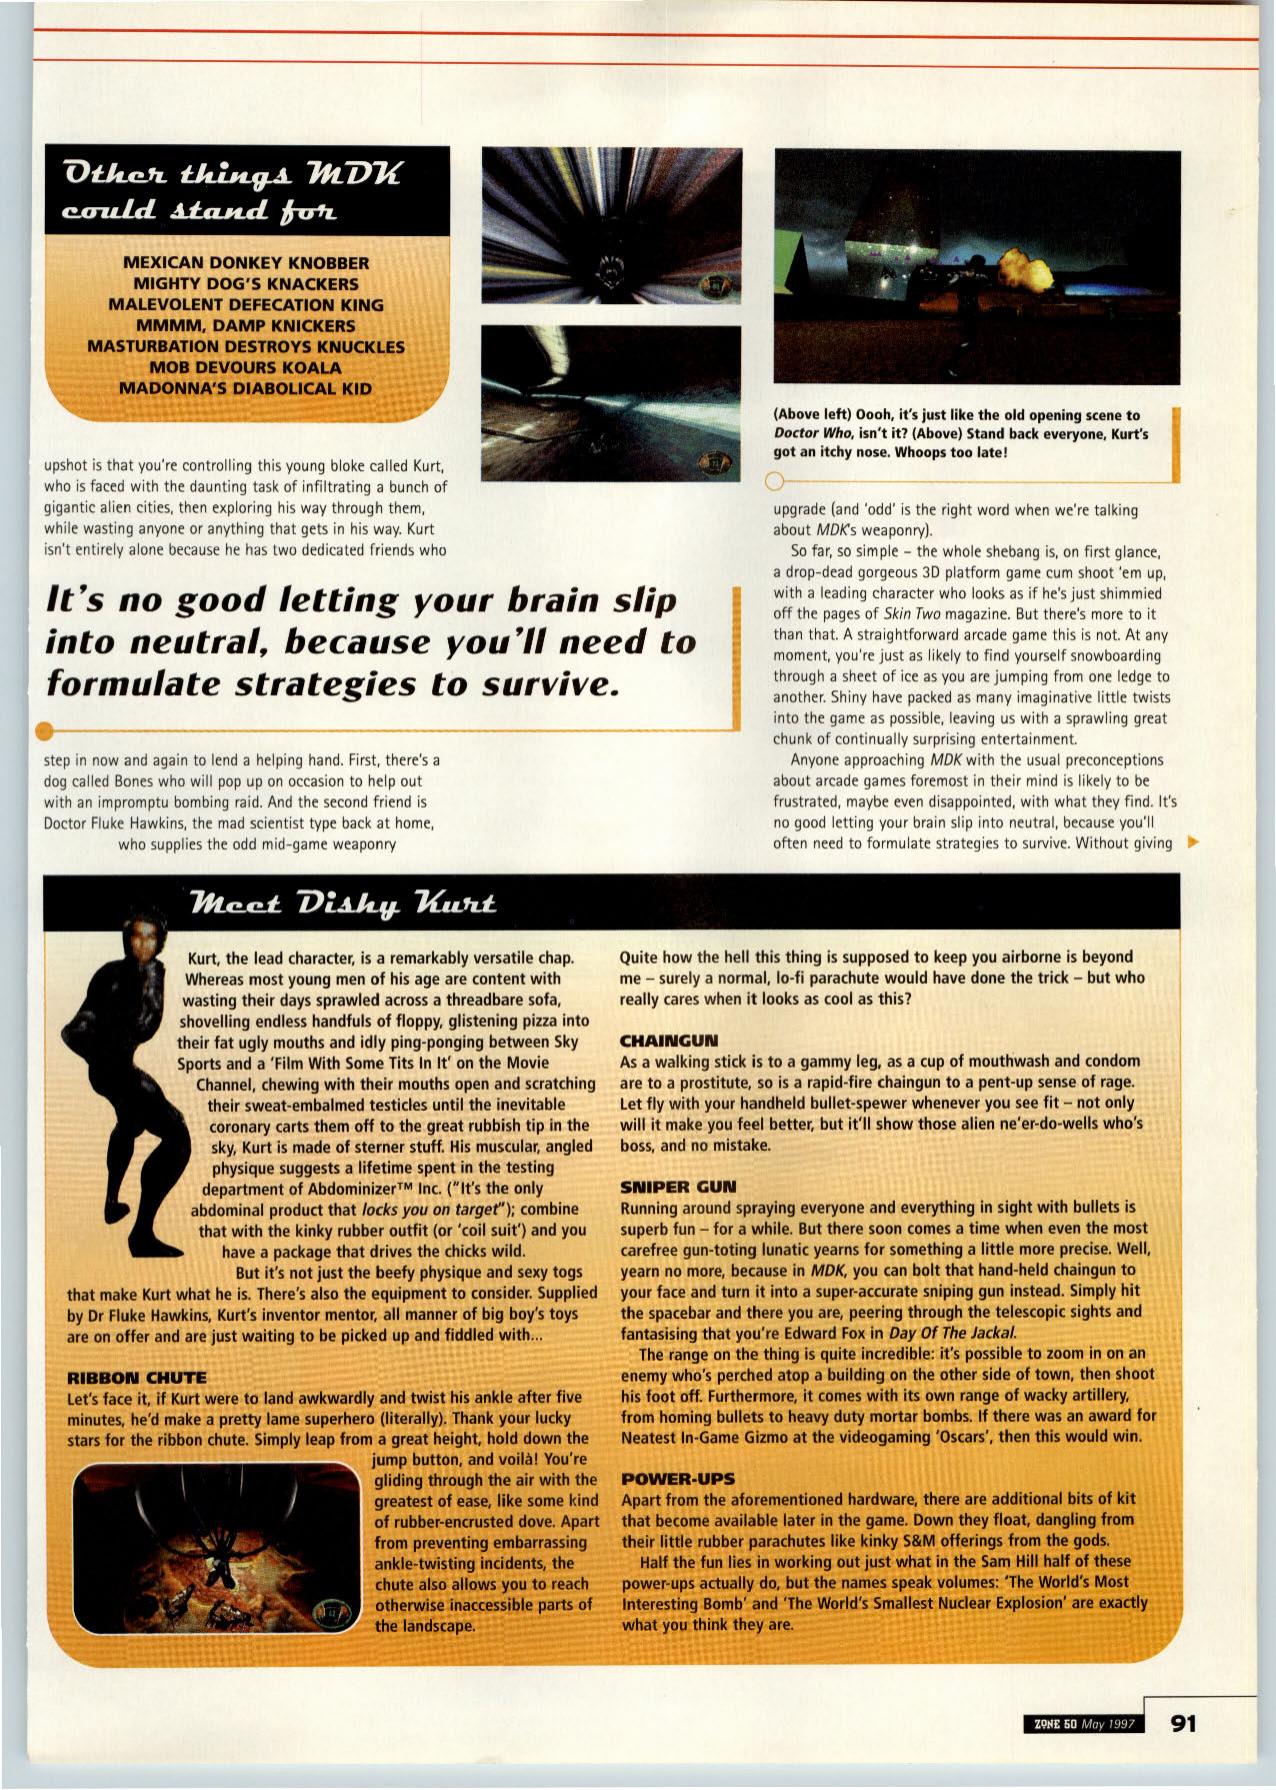 Other things MDK
could stand for
MEXICAN DONKEY KNOBBER
MIGHTY DOG'S KNACKERS
MALEVOLENT DEFECATION KING
MMMM, DAMP KNICKERS
MASTURBATION DESTROYS KNUCKLES
MOB DEVOURS KOALA
MADONNA'S DIABOLICAL KID
upshot is that you're controlling this young bloke called Kurt,
who is faced with the daunting task of infiltrating a bunch of
gigantic alien cities, then exploring his way through them,
while wasting anyone or anything that gets in his way. Kurt
isn't entirely alone because he has two dedicated friends who
It's no good letting your brain slip
into neutral, because you'll need to
formulate strategies to survive.
step in now and again to lend a helping hand. First, there's a
dog called Bones who will pop up on occasion to help out
with an impromptu bombing raid. And the second friend is
Doctor Fluke Hawkins, the mad scientist type back at home,
who supplies the odd mid-game weaponry
(Above left) Oooh, it's just like the old opening scene to
Doctor Who, isn't it? (Above) Stand back everyone, Kurt's
got an itchy nose. Whoops too late!
upgrade (and 'odd' is the right word when we're talking
about MDK's weaponry).
So far, so simple – the whole shebang is, on first glance,
a drop-dead gorgeous 3D platform game cum shoot 'em up,
with a leading character who looks as if he's just shimmied
off the pages of Skin Two magazine. But there's more to it
than that. A straightforward arcade game this is not. At any
moment, you're just as likely to find yourself snowboarding
through a sheet of ice as you are jumping from one ledge to
another. Shiny have packed as many imaginative little twists
into the game as possible, leaving us with a sprawling great
chunk of continually surprising entertainment.
Anyone approaching MDK with the usual preconceptions
about arcade games foremost in their mind is likely to be
frustrated, maybe even disappointed, with what they find. It's
no good letting your brain slip into neutral, because you'll
often need to formulate strategies to survive. Without giving
Meet Dishy Kurt
Kurt, the lead character, is a remarkably versatile chap.
Whereas most young men of his age are content with
wasting their days sprawled across a threadbare sofa,
shovelling endless handfuls of floppy, glistening pizza into
their fat ugly mouths and idly ping-ponging between Sky
Sports and a 'Film With Some Tits In It' on the Movie
Channel, chewing with their mouths open and scratching
their sweat-embalmed testicles until the inevitable
coronary carts them off to the great rubbish tip in the
sky, Kurt is made of sterner stuff. His muscular, angled
physique suggests a lifetime spent in the testing
department of Abdominizer™ Inc. ("It's the only
abdominal product that locks you on target"); combine
that with the kinky rubber outfit (or 'coil suit') and you
have a package that drives the chicks wild.
But it's not just the beefy physique and sexy togs
that make Kurt what he is. There's also the equipment to consider. Supplied
by Dr Fluke Hawkins, Kurt's inventor mentor, all manner of big boy's toys
are on offer and are just waiting to be picked up and fiddled with...
RIBBON CHUTE
Let's face it, if Kurt were to land awkwardly and twist his ankle after five
minutes, he'd make a pretty lame superhero (literally). Thank your lucky
stars for the ribbon chute. Simply leap from a great height, hold down the
jump button, and voilà! You're
gliding through the air with the
greatest of ease, like some kind
of rubber-encrusted dove. Apart
from preventing embarrassing
ankle-twisting incidents, the
chute also allows you to reach
otherwise inaccessible parts of
the landscape.
Quite how the hell this thing is supposed to keep you airborne is beyond
me – surely a normal, lo-fi parachute would have done the trick – but who
really cares when it looks as cool as this?
CHAINGUN
As a walking stick is to a gammy leg, as a cup of mouthwash and condom
are to a prostitute, so is a rapid-fire chaingun to a pent-up sense of rage.
Let fly with your handheld bullet-spewer whenever you see fit – not only
will it make you feel better, but it'll show those alien ne'er-do-wells who's
boss, and no mistake.
SNIPER GUN
Running around spraying everyone and everything in sight with bullets is
superb fun – for a while. But there soon comes a time when even the most
carefree gun-toting lunatic yearns for something a little more precise. Well,
yearn no more, because in MDK, you can bolt that hand-held chaingun to
your face and turn it into a super-accurate sniping gun instead. Simply hit
the spacebar and there you are, peering through the telescopic sights and
fantasising that you're Edward Fox in Day Of The Jackal.
The range on the thing is quite incredible: it's possible to zoom in on an
enemy who's perched atop a building on the other side of town, then shoot
his foot off. Furthermore, it comes with its own range of wacky artillery,
from homing bullets to heavy duty mortar bombs. If there was an award for
Neatest In-Game Gizmo at the videogaming 'Oscars', then this would win.
POWER-UPS
Apart from the aforementioned hardware, there are additional bits of kit
that become available later in the game. Down they float, dangling from
their little rubber parachutes like kinky S&M offerings from the gods.
Half the fun lies in working out just what in the Sam Hill half of these
power-ups actually do, but the names speak volumes: 'The World's Most
Interesting Bomb' and 'The World's Smallest Nuclear Explosion' are exactly
what you think they are.
ZONE 50 May 1997 91